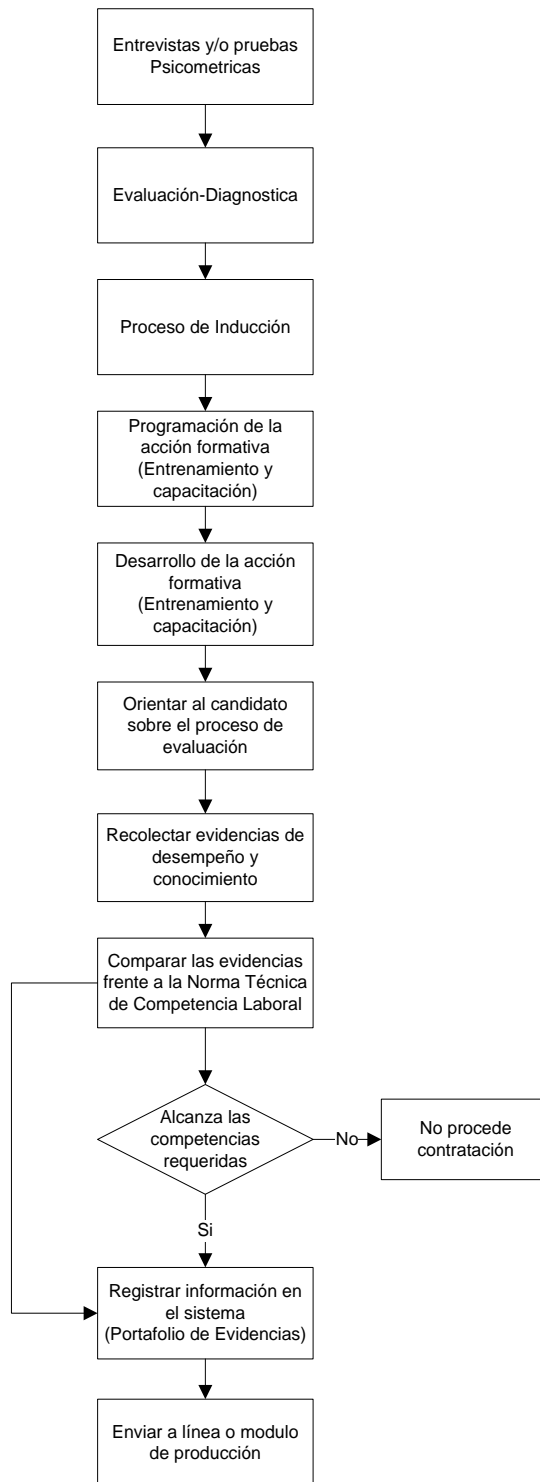 Entrevistas y/o pruebas
Psicometricas
Evaluación-Diagnostica
Proceso de Inducción
Programación de la
acción formativa
(Entrenamiento y
capacitación)
Desarrollo de la acción
formativa
(Entrenamiento y
capacitación)
Orientar al candidato
sobre el proceso de
evaluación
Recolectar evidencias de
desempeño y
conocimiento
Comparar las evidencias
frente a la Norma Técnica
de Competencia Laboral
Alcanza las
competencias
requeridas
No
No procede
contratación
Si
Registrar información en
el sistema
(Portafolio de Evidencias)
Enviar a línea o modulo
de producción